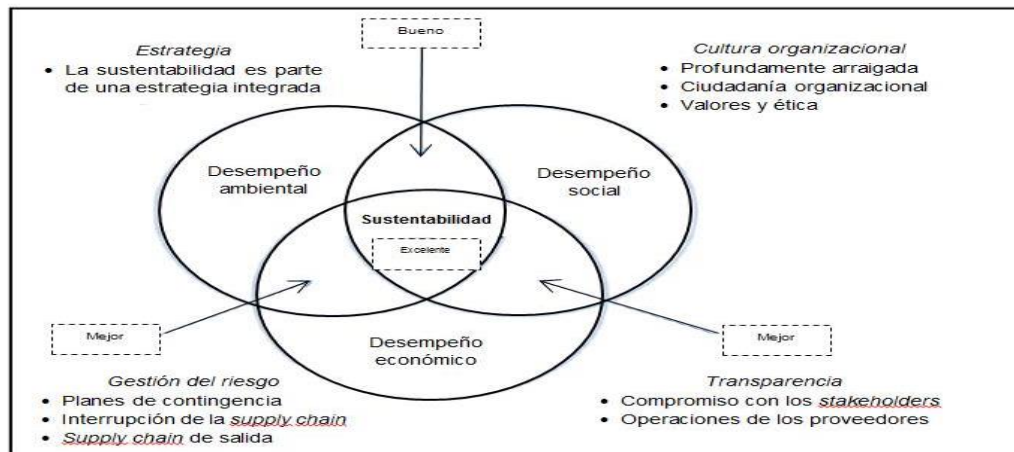 Bueno
Estrategia
• La sustentabilidad es parte
de una estrategia integrada
Cultura organizacional
• Profundamente arraigada
• Ciudadanía organizacional
• Valores y ética
Desempeño
ambiental
Desempeño
social
Sustentabilidad
Excelente
Mejor
Desempeño
económico
Mejor
Gestión del riesgo
• Planes de contingencia
• Interrupción de la supply chain
• Supply chain de salida
Transparencia
• Compromiso con los stakeholders
• Operaciones de los proveedores